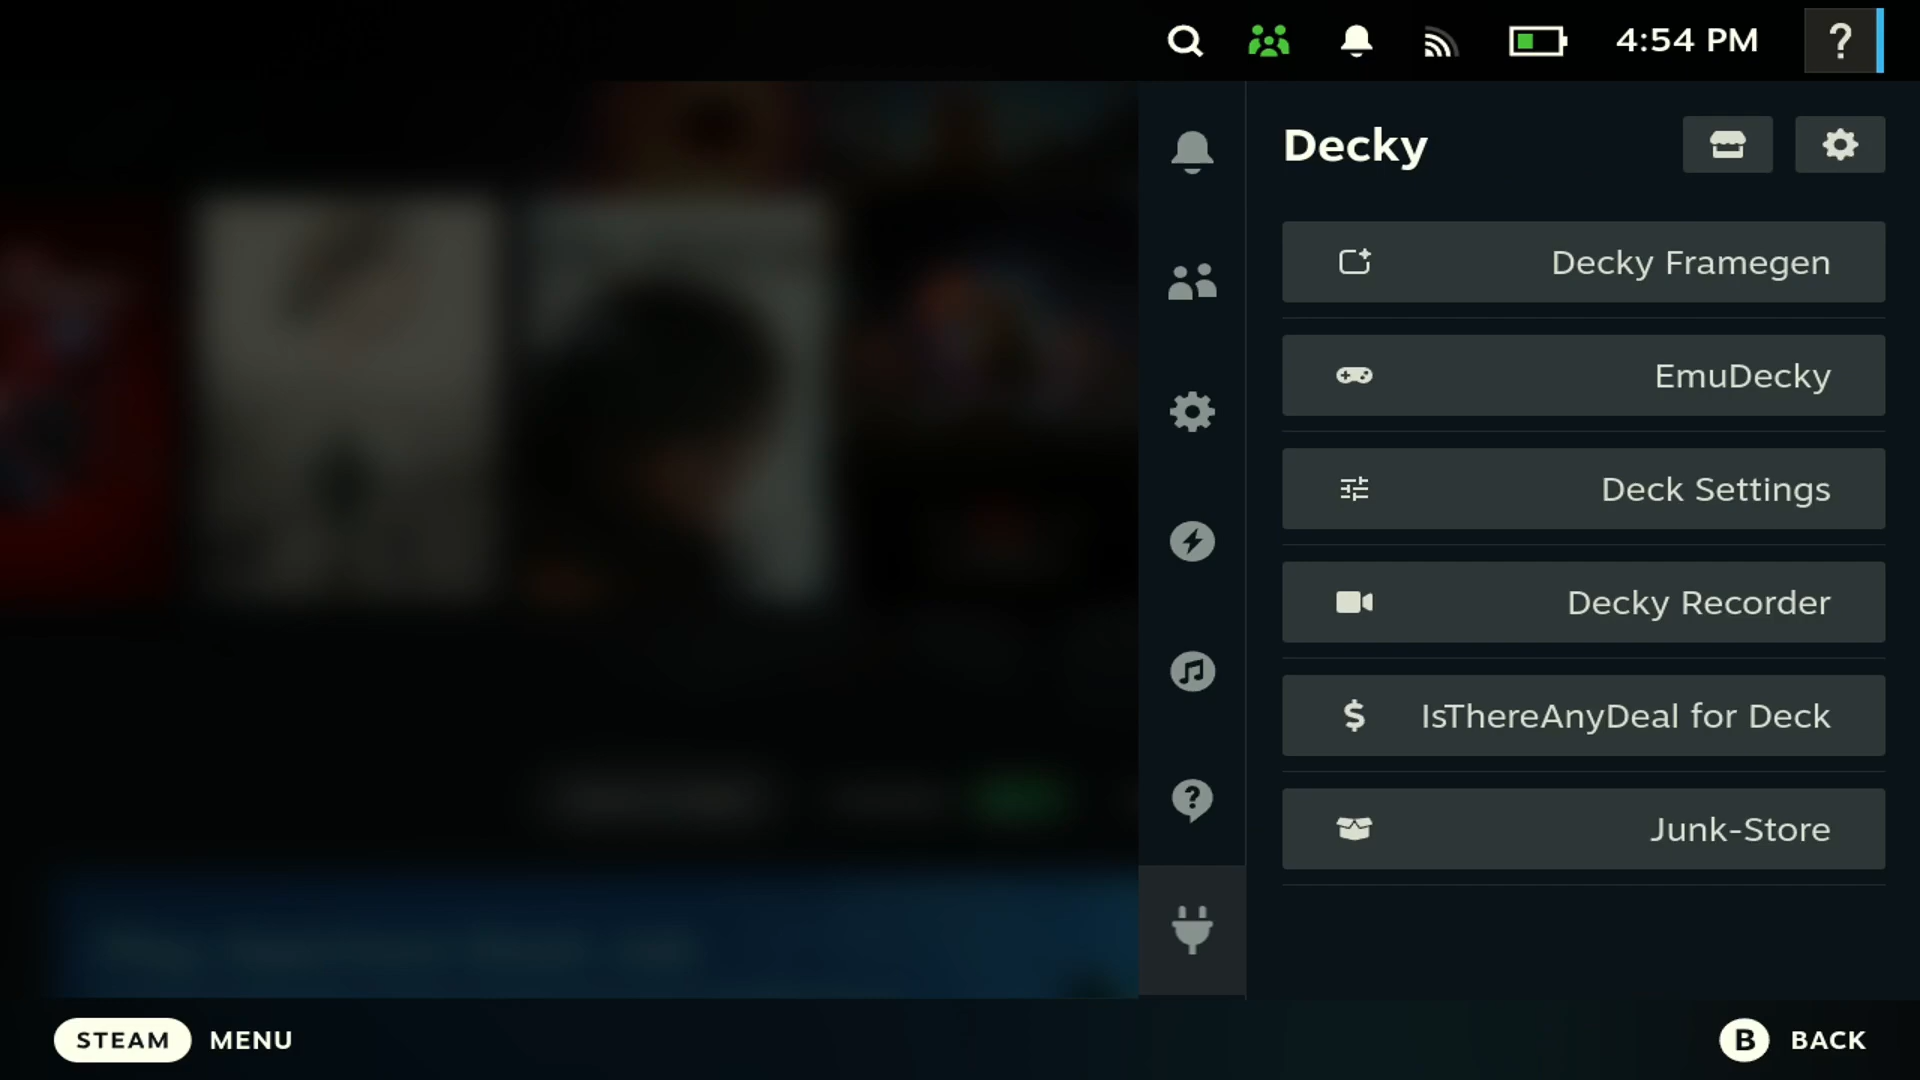 4:54 PM
?
Decky
Decky Framegen
EmuDecky
Deck Settings
Decky Recorder
$ IsThereAnyDeal for Deck
?
Junk-Store
STEAM MENU
B BACK